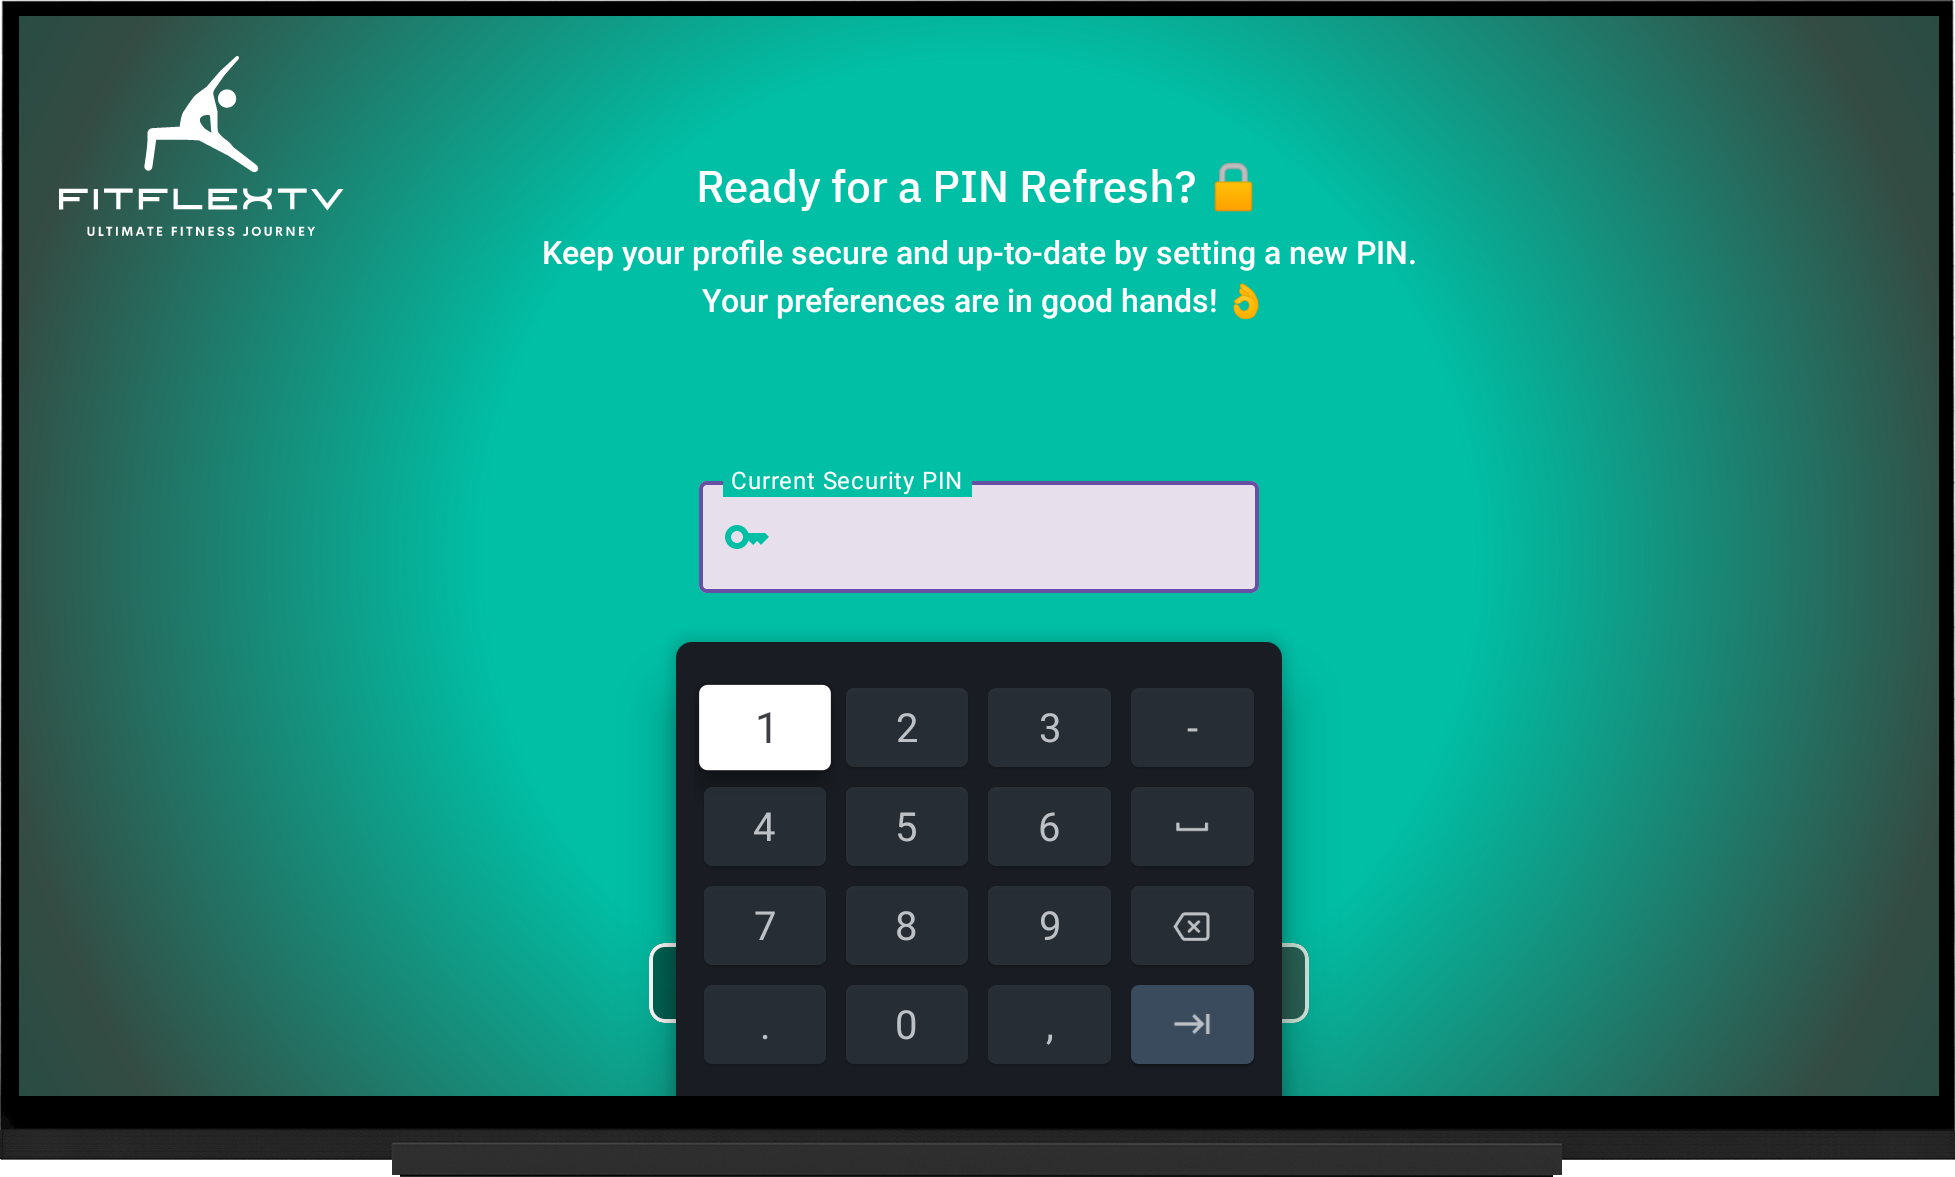 FITFLEXTV
ULTIMATE FITNESS JOURNEY
Ready for a PIN Refresh? 🔒
Keep your profile secure and up-to-date by setting a new PIN.
Your preferences are in good hands! 👌
Current Security PIN
1 2 3 -
4 5 6
7 8 9
. 0 ,